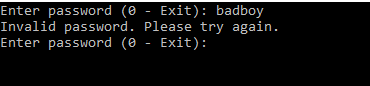 Enter password (0 - Exit): badboy
Invalid password. Please try again.
Enter password (0 - Exit):